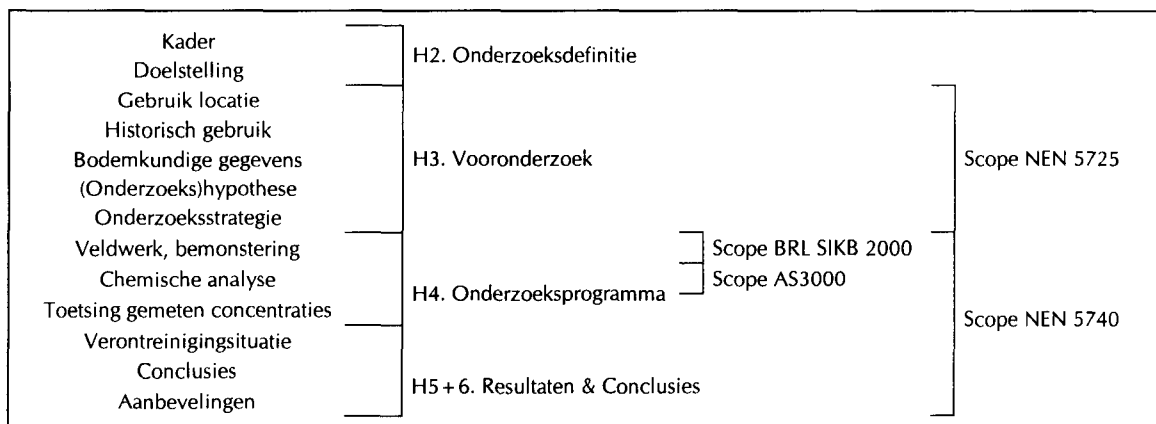 Kader
Doelstelling
H2. Onderzoeksdefinitie
Gebruik locatie
Historisch gebruik
Bodemkundige gegevens
(Onderzoeks)hypothese
Onderzoeksstrategie
H3. Vooronderzoek
Scope NEN 5725
Veldwerk, bemonstering
Chemische analyse
Toetsing gemeten concentraties
H4. Onderzoeksprogramma
Scope BRL SIKB 2000
Scope AS3000
Verontreinigingsituatie
Conclusies
Aanbevelingen
H5+6. Resultaten & Conclusies
Scope NEN 5740